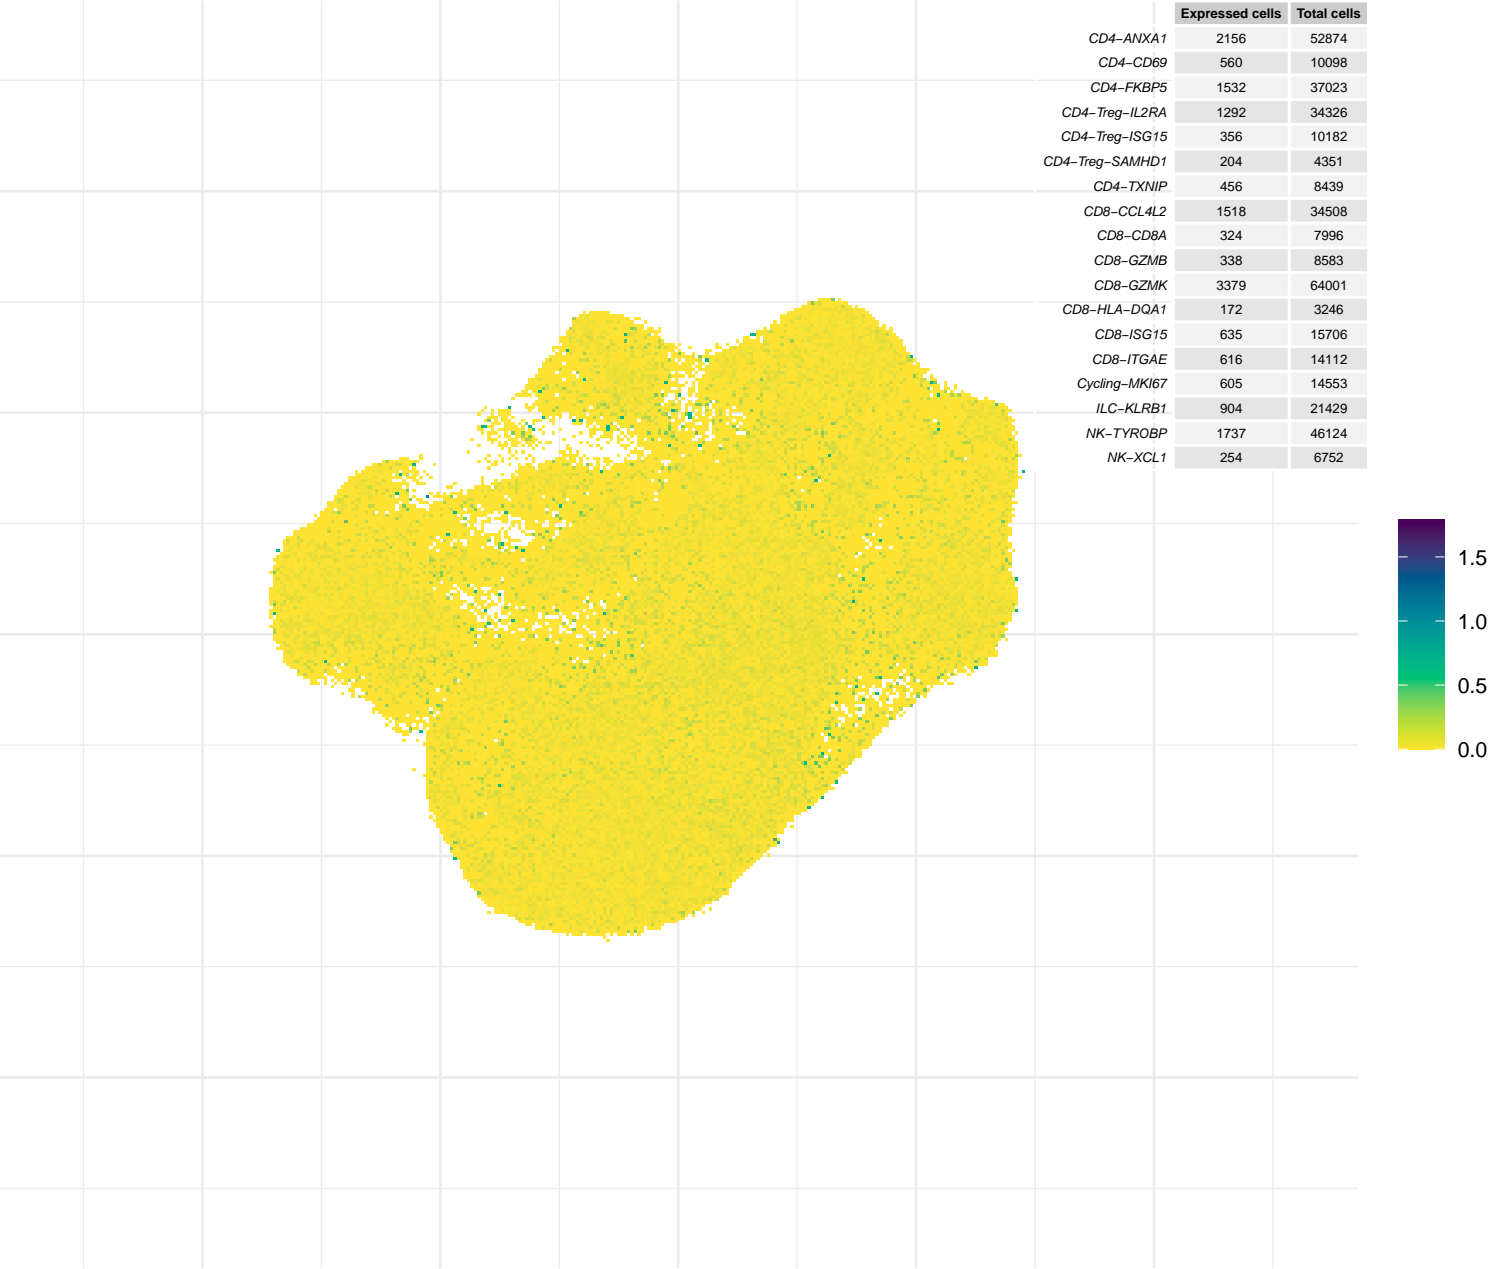 Expressed cells Total cells
CD4−ANXA1 2156 52874
CD4−CD69 560 10098
CD4−FKBP5 1532 37023
CD4−Treg−IL2RA 1292 34326
CD4−Treg−ISG15 356 10182
CD4−Treg−SAMHD1 204 4351
CD4−TXNIP 456 8439
CD8−CCL4L2 1518 34508
CD8−CD8A 324 7996
CD8−GZMB 338 8583
CD8−GZMK 3379 64001
CD8−HLA−DQA1 172 3246
CD8−ISG15 635 15706
CD8−ITGAE 616 14112
Cycling−MKI67 605 14553
ILC−KLRB1 904 21429
NK−TYROBP 1737 46124
NK−XCL1 254 6752
1.5
1.0
0.5
0.0